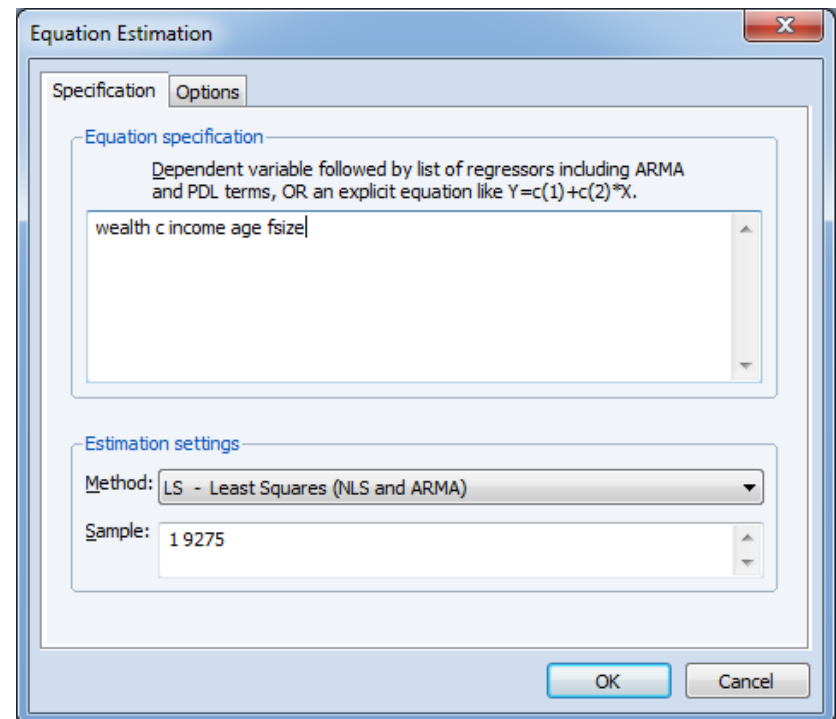 Equation Estimation
X
Specification Options
Equation specification
Dependent variable followed by list of regressors including ARMA
and PDL terms, OR an explicit equation like Y=c(1)+c(2)*X.
wealth c income age fsize
Estimation settings
Method: LS - Least Squares (NLS and ARMA)
Sample: 1 9275
OK Cancel